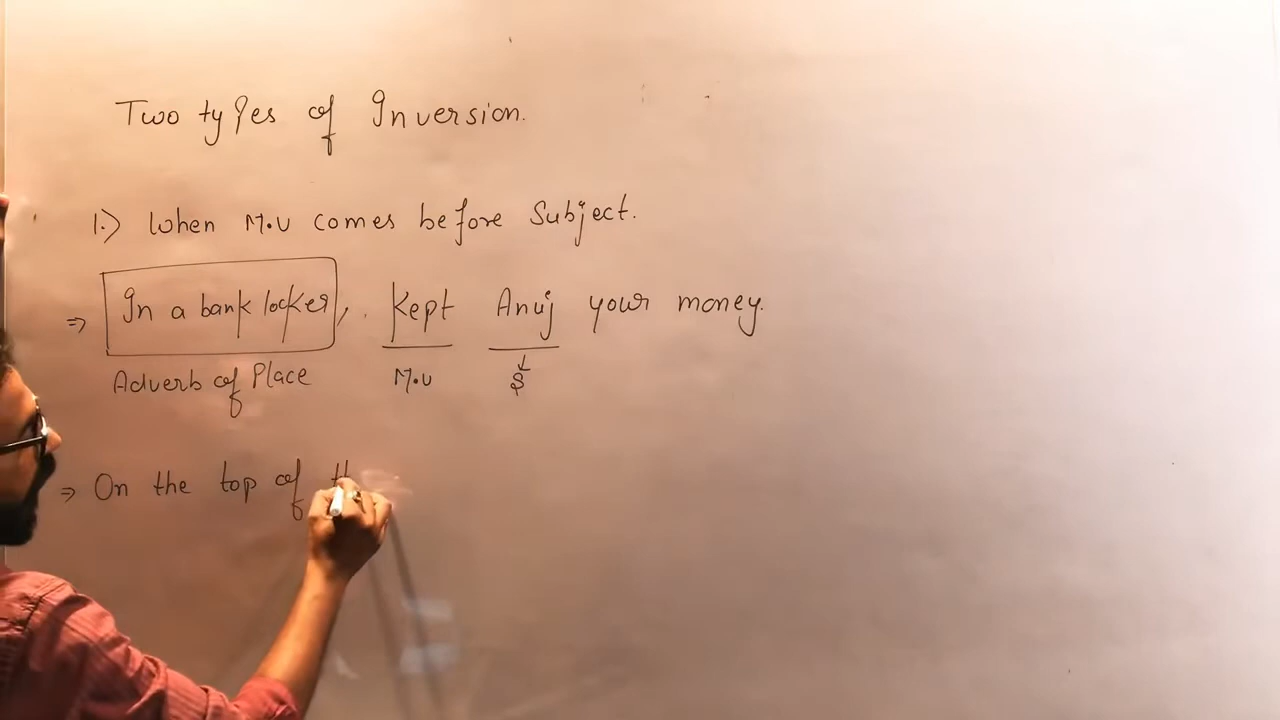 Two types of Inversion.
1.) When M.V comes before Subject.
⇒ In a bank locker, Kept Anuj your money.
Adverb of Place M.V ↓ S
⇒ On the top of th